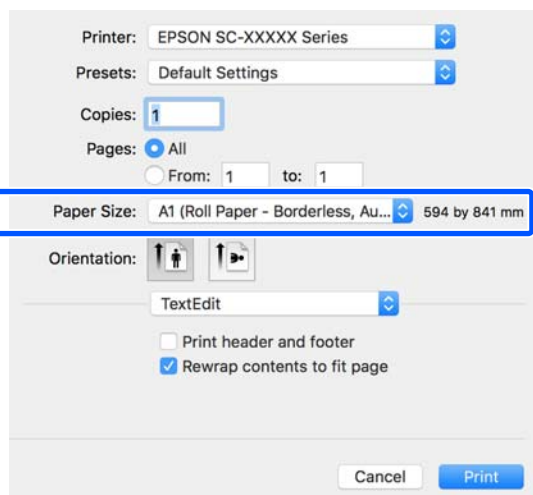 Printer: EPSON SC-XXXXX Series
Presets: Default Settings
Copies: 1
Pages: All
From: 1 to: 1
Paper Size: A1 (Roll Paper - Borderless, Au... 594 by 841 mm
Orientation:
TextEdit
Print header and footer
Rewrap contents to fit page
Cancel Print